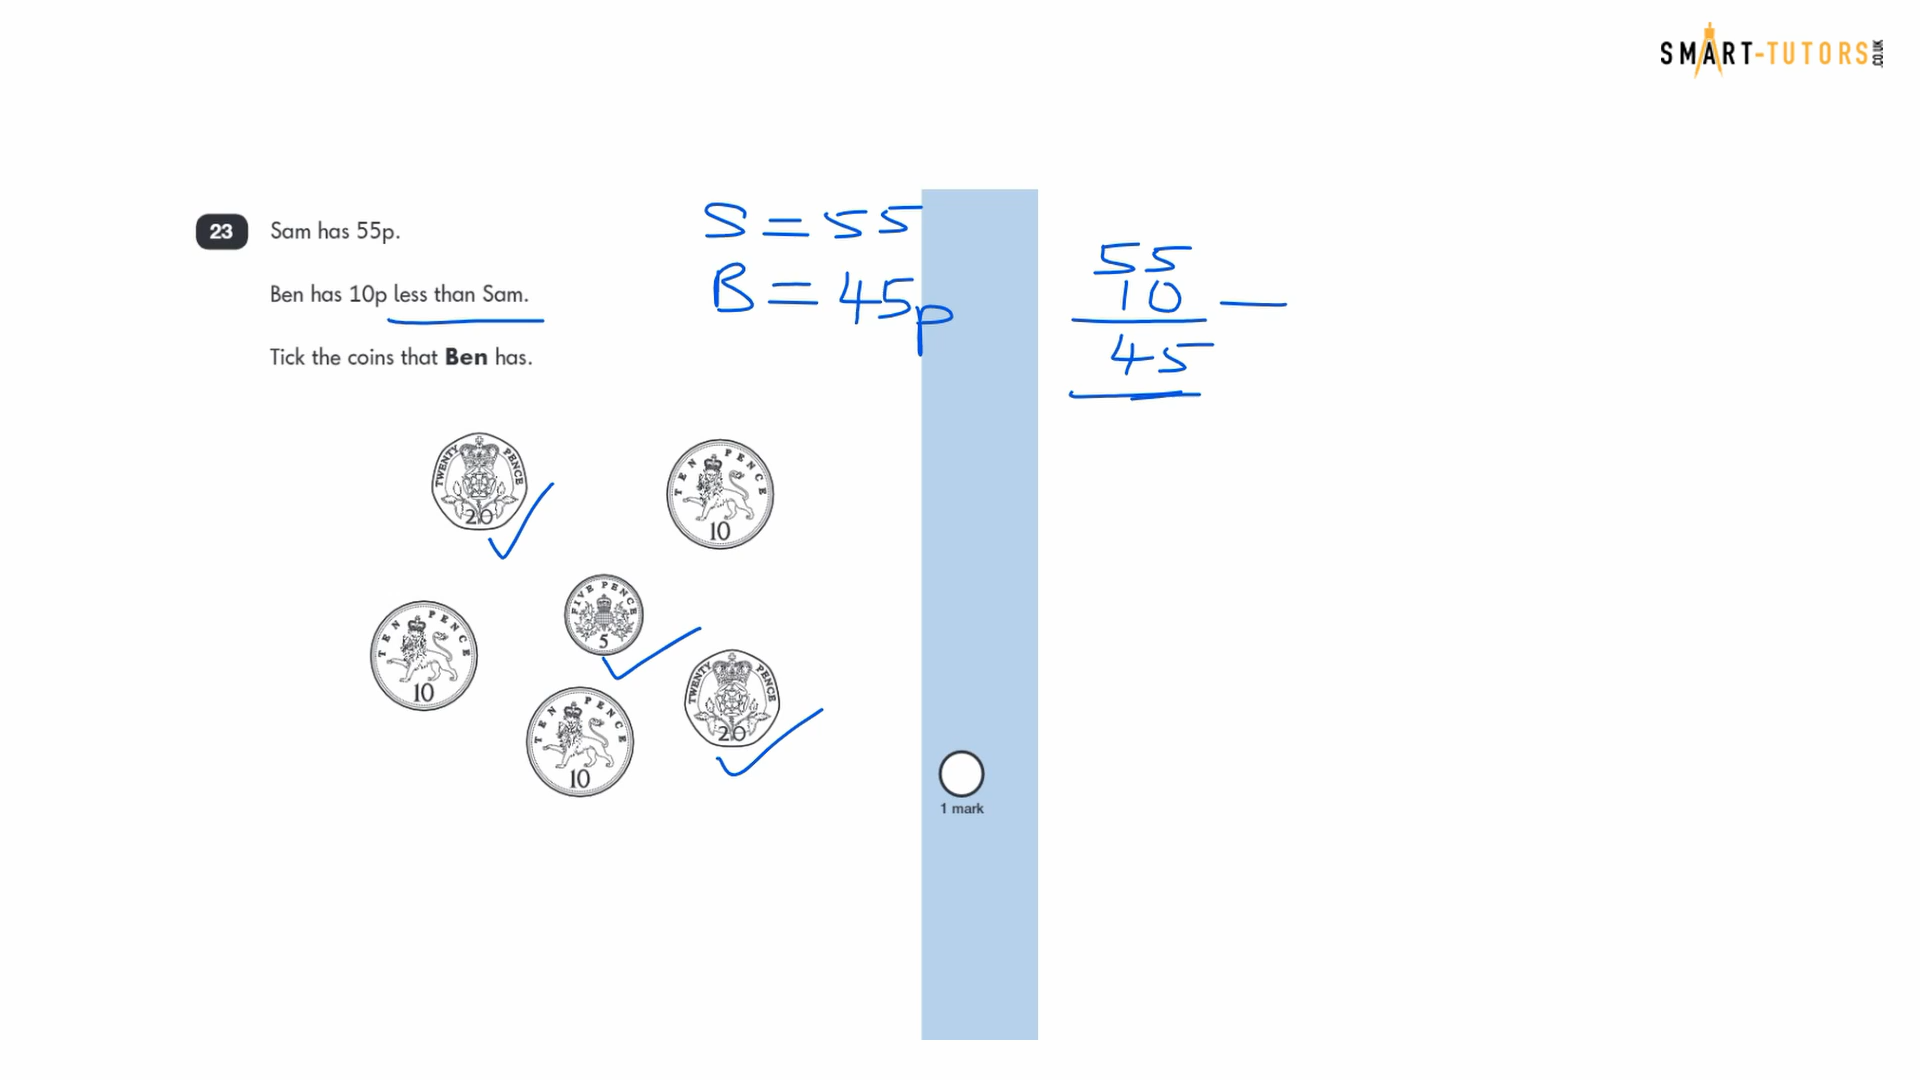 SMART-TUTORS.CO.UK
23 Sam has 55p.
Ben has 10p less than Sam.
Tick the coins that Ben has.
S = 55
B = 45p
55
10 —
45
TWENTY PENCE
20
TEN PENCE
10
FIVE PENCE
5
TEN PENCE
10
TWENTY PENCE
20
TEN PENCE
10
1 mark